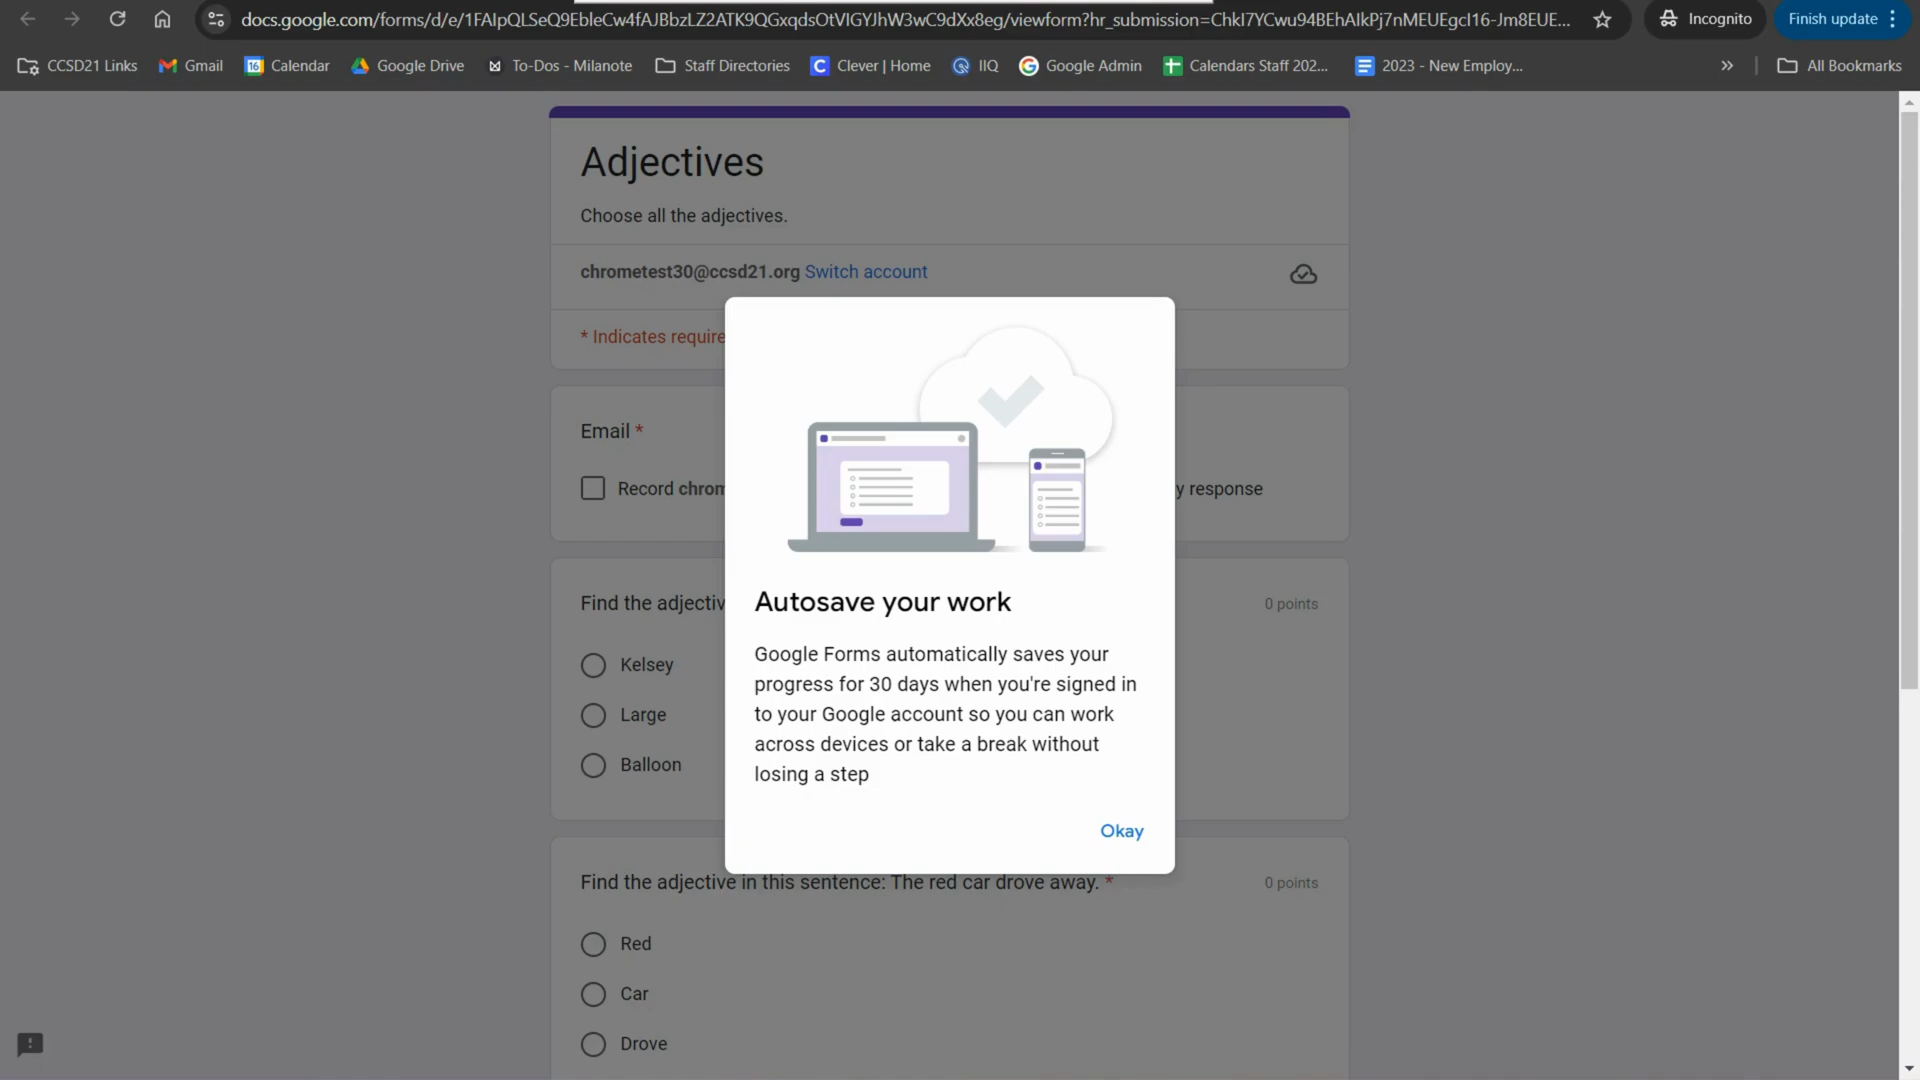 docs.google.com/forms/d/e/1FAIpQLSeQ9EbleCw4fAJBbzLZ2ATK9QGxqdsOtVIGYJhW3wC9dXx8eg/viewform?hr_submission=ChkI7YCwu94BEhAIkPj7nMEUEgcI16-Jm8EUE...
Incognito
Finish update
CCSD21 Links
Gmail
16
Calendar
Google Drive
To-Dos - Milanote
Staff Directories
C
Clever | Home
IIQ
Google Admin
Calendars Staff 202...
2023 - New Employ...
All Bookmarks
Adjectives
Choose all the adjectives.
chrometest30@ccsd21.org Switch account
* Indicates require
Email *
Record chrom
y response
Find the adjectiv
0 points
Kelsey
Large
Balloon
Autosave your work
Google Forms automatically saves your
progress for 30 days when you're signed in
to your Google account so you can work
across devices or take a break without
losing a step
Okay
Find the adjective in this sentence: The red car drove away. *
0 points
Red
Car
Drove